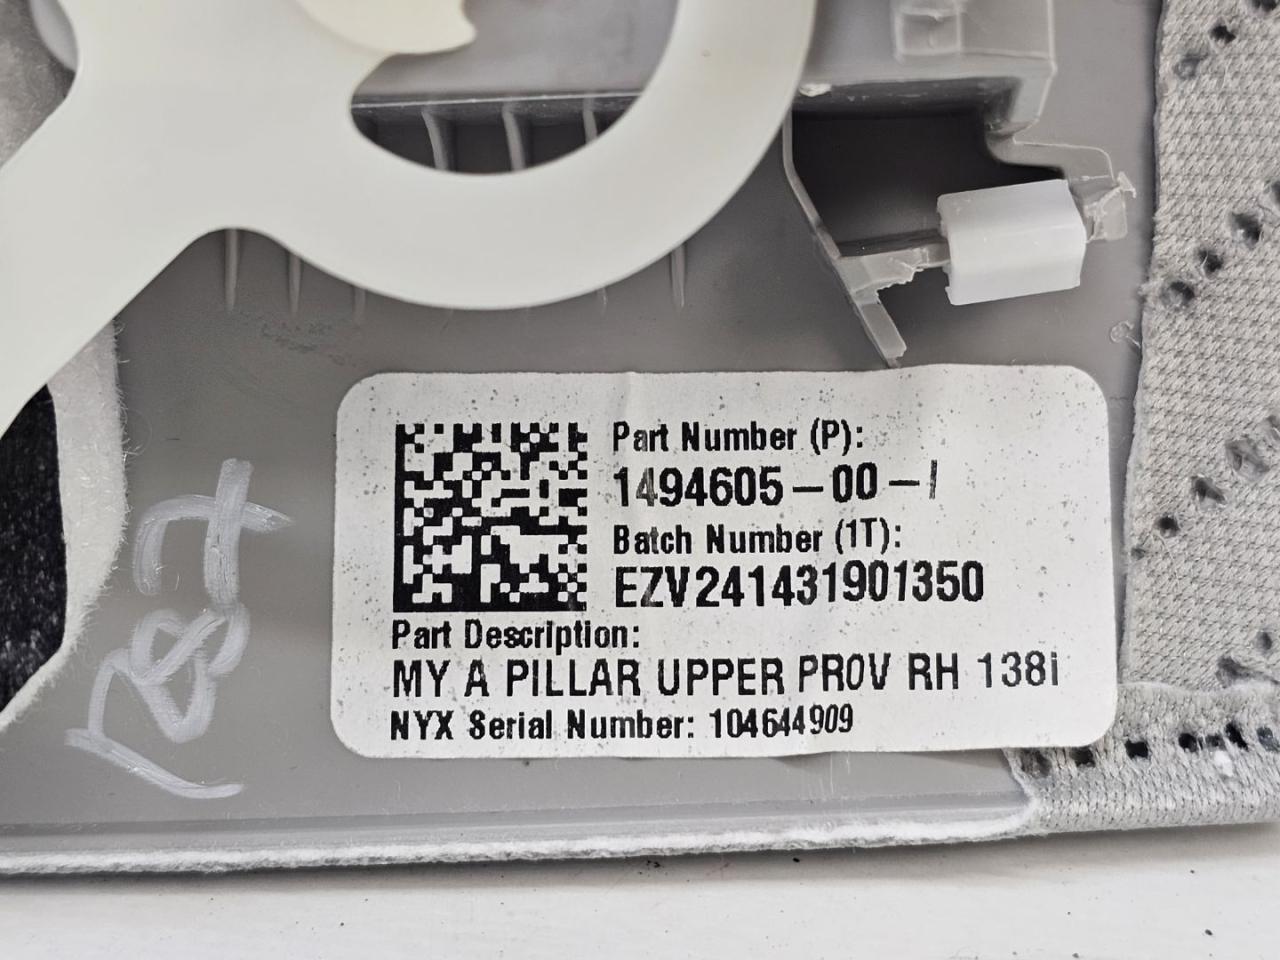 Part Number (P):
1494605-00-I
Batch Number (1T):
EZV241431901350
Part Description:
MY A PILLAR UPPER PROV RH 138i
NYX Serial Number: 104644909